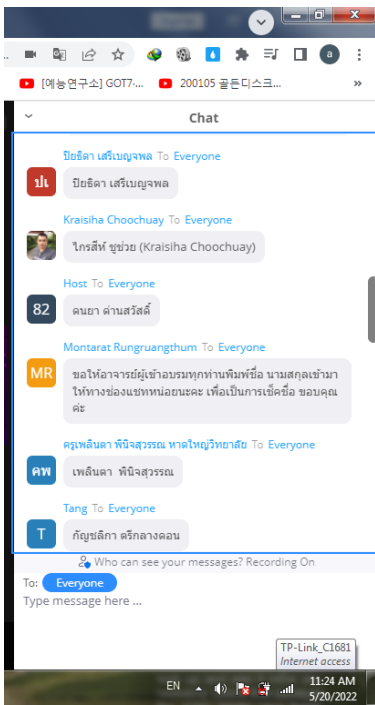 a
[예능연구소] GOT7-...
200105 골든디스크...
»
Chat
ปิยธิดา เสรีเบญจพล To Everyone
ปเ
ปิยธิดา เสรีเบญจพล
Kraisiha Choochuay To Everyone
ไกรสีห์ ชูช่วย (Kraisiha Choochuay)
Host To Everyone
82
ดนยา ด่านสวัสดิ์
Montarat Rungruangthum To Everyone
MR
ขอให้อาจารย์ผู้เข้าอบรมทุกท่านพิมพ์ชื่อ นามสกุลเข้ามา
ให้ทางช่องแชทหน่อยนะคะ เพื่อเป็นการเช็คชื่อ ขอบคุณ
ค่ะ
ครูเพลินตา พินิจสุวรรณ หาดใหญ่วิทยาลัย To Everyone
คพ
เพลินตา พินิจสุวรรณ
Tang To Everyone
T
กัญชลิกา ตรีกลางดอน
Who can see your messages? Recording On
To: Everyone
Type message here ...
TP-Link_C1681
Internet access
EN
11:24 AM
5/20/2022